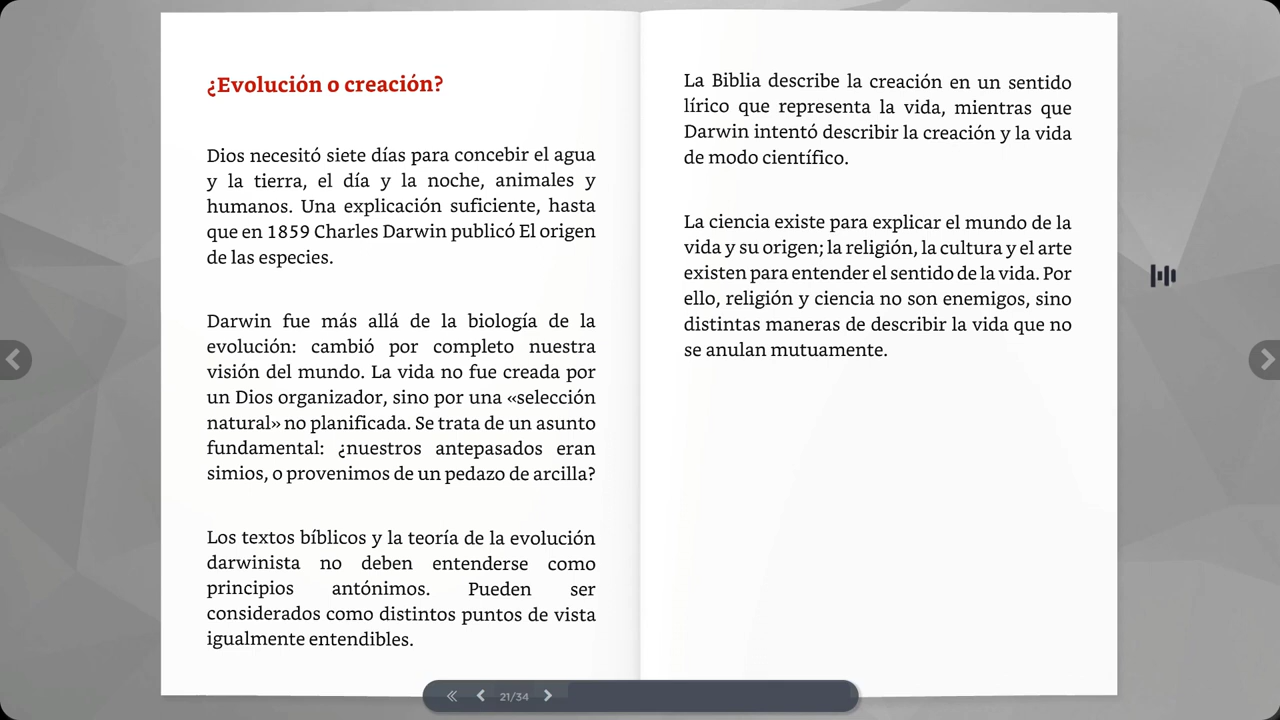 ¿Evolución o creación?
Dios necesitó siete días para concebir el agua
y la tierra, el día y la noche, animales y
humanos. Una explicación suficiente, hasta
que en 1859 Charles Darwin publicó El origen
de las especies.
Darwin fue más allá de la biología de la
evolución: cambió por completo nuestra
visión del mundo. La vida no fue creada por
un Dios organizador, sino por una «selección
natural» no planificada. Se trata de un asunto
fundamental: ¿nuestros antepasados eran
simios, o provenimos de un pedazo de arcilla?
Los textos bíblicos y la teoría de la evolución
darwinista no deben entenderse como
principios antónimos. Pueden ser
considerados como distintos puntos de vista
igualmente entendibles.
La Biblia describe la creación en un sentido
lírico que representa la vida, mientras que
Darwin intentó describir la creación y la vida
de modo científico.
La ciencia existe para explicar el mundo de la
vida y su origen; la religión, la cultura y el arte
existen para entender el sentido de la vida. Por
ello, religión y ciencia no son enemigos, sino
distintas maneras de describir la vida que no
se anulan mutuamente.
21/34